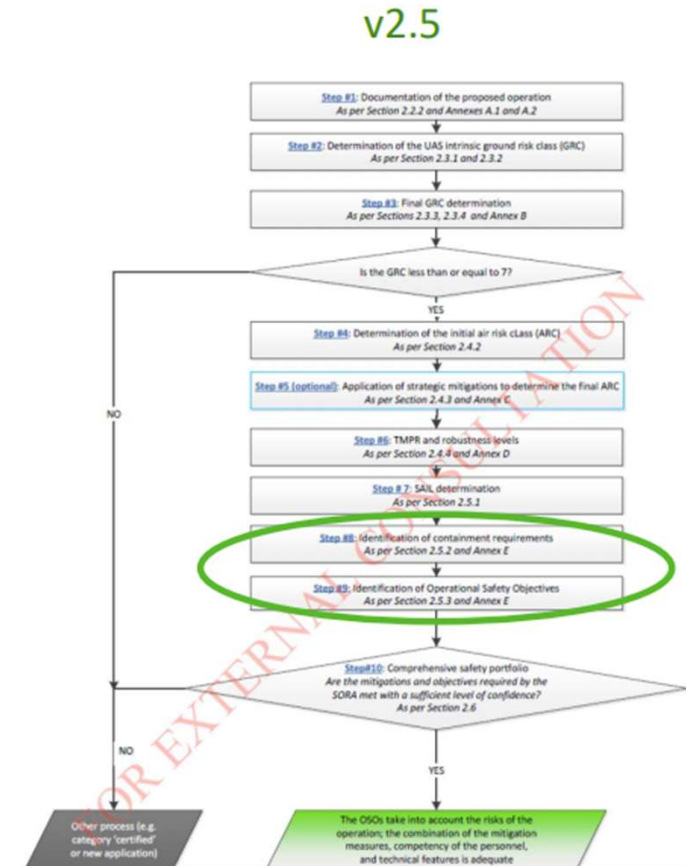 v2.5
Step #1: Documentation of the proposed operation
As per Section 2.2.2 and Annexes A.1 and A.2
Step #2: Determination of the UAS intrinsic ground risk class (GRC)
As per Section 2.3.1 and 2.3.2
Step #3: Final GRC determination
As per Sections 2.3.3, 2.3.4 and Annex B
Is the GRC less than or equal to 7?
YES
Step #4: Determination of the initial air risk cLass (ARC)
As per Section 2.4.2
Step #5 (optional): Application of strategic mitigations to determine the final ARC
As per Section 2.4.3 and Annex C
NO
Step #6: TMPR and robustness levels
As per Section 2.4.4 and Annex D
Step # 7: SAIL determination
As per Section 2.5.1
Step #8: Identification of containment requirements
As per Section 2.5.2 and Annex E
Step #9: Identification of Operational Safety Objectives
As per Section 2.5.3 and Annex E
Step#10: Comprehensive safety portfolio
Are the mitigations and objectives required by the
SORA met with a sufficient level of confidence?
As per Section 2.6
NO
YES
Other process (e.g.
category 'certified'
or new application)
The OSOs take into account the risks of the
operation; the combination of the mitigation
measures, competency of the personnel,
and technical features is adequate
FOR EXTERNAL CONSULTATION